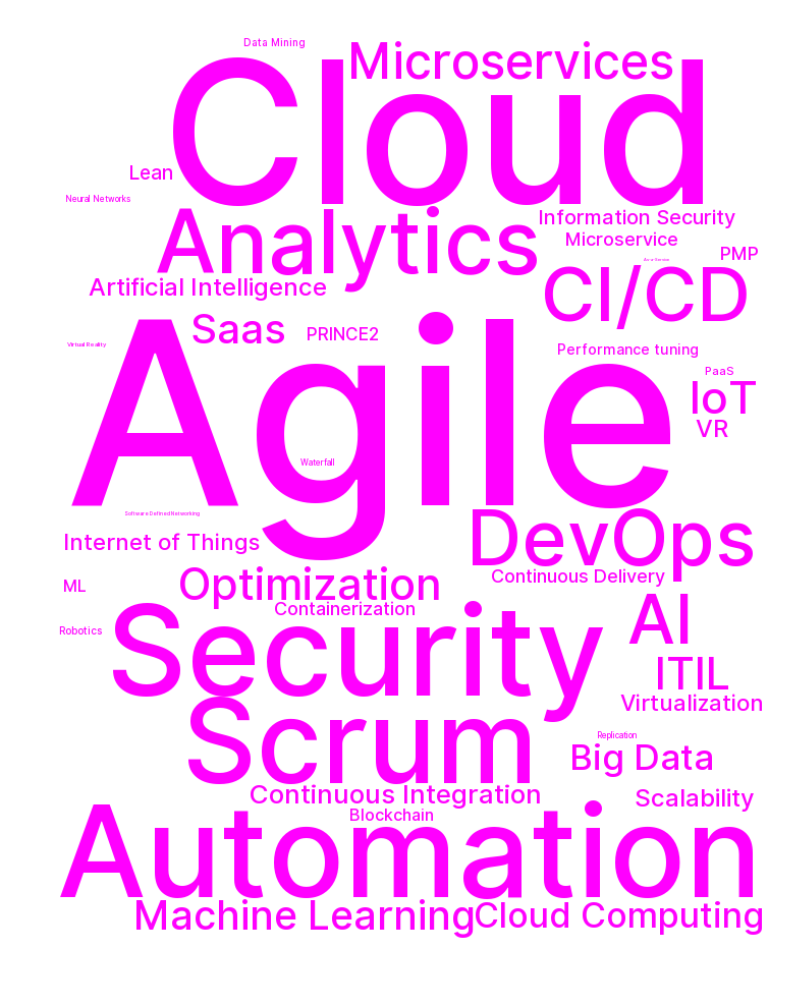 Data Mining
Microservices
Cloud
Lean
Neural Networks
Information Security
Analytics
Microservice
PMP
Artificial Intelligence
CI/CD
Saas
PRINCE2
Virtual Reality
Performance tuning
Agile
PaaS
IoT
VR
Waterfall
Software Defined Networking
DevOps
Internet of Things
Continuous Delivery
Optimization
ML
Containerization
AI
Robotics
Security
ITIL
Virtualization
Scrum
Replication
Big Data
Continuous Integration
Scalability
Blockchain
Automation
Machine Learning
Cloud Computing